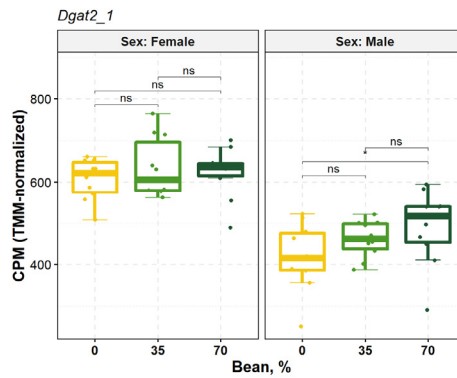 Dgat2_1
Sex: Female
Sex: Male
CPM (TMM-normalized)
800
600
400
ns
ns
ns
ns
*
ns
0
35
70
0
35
70
Bean, %